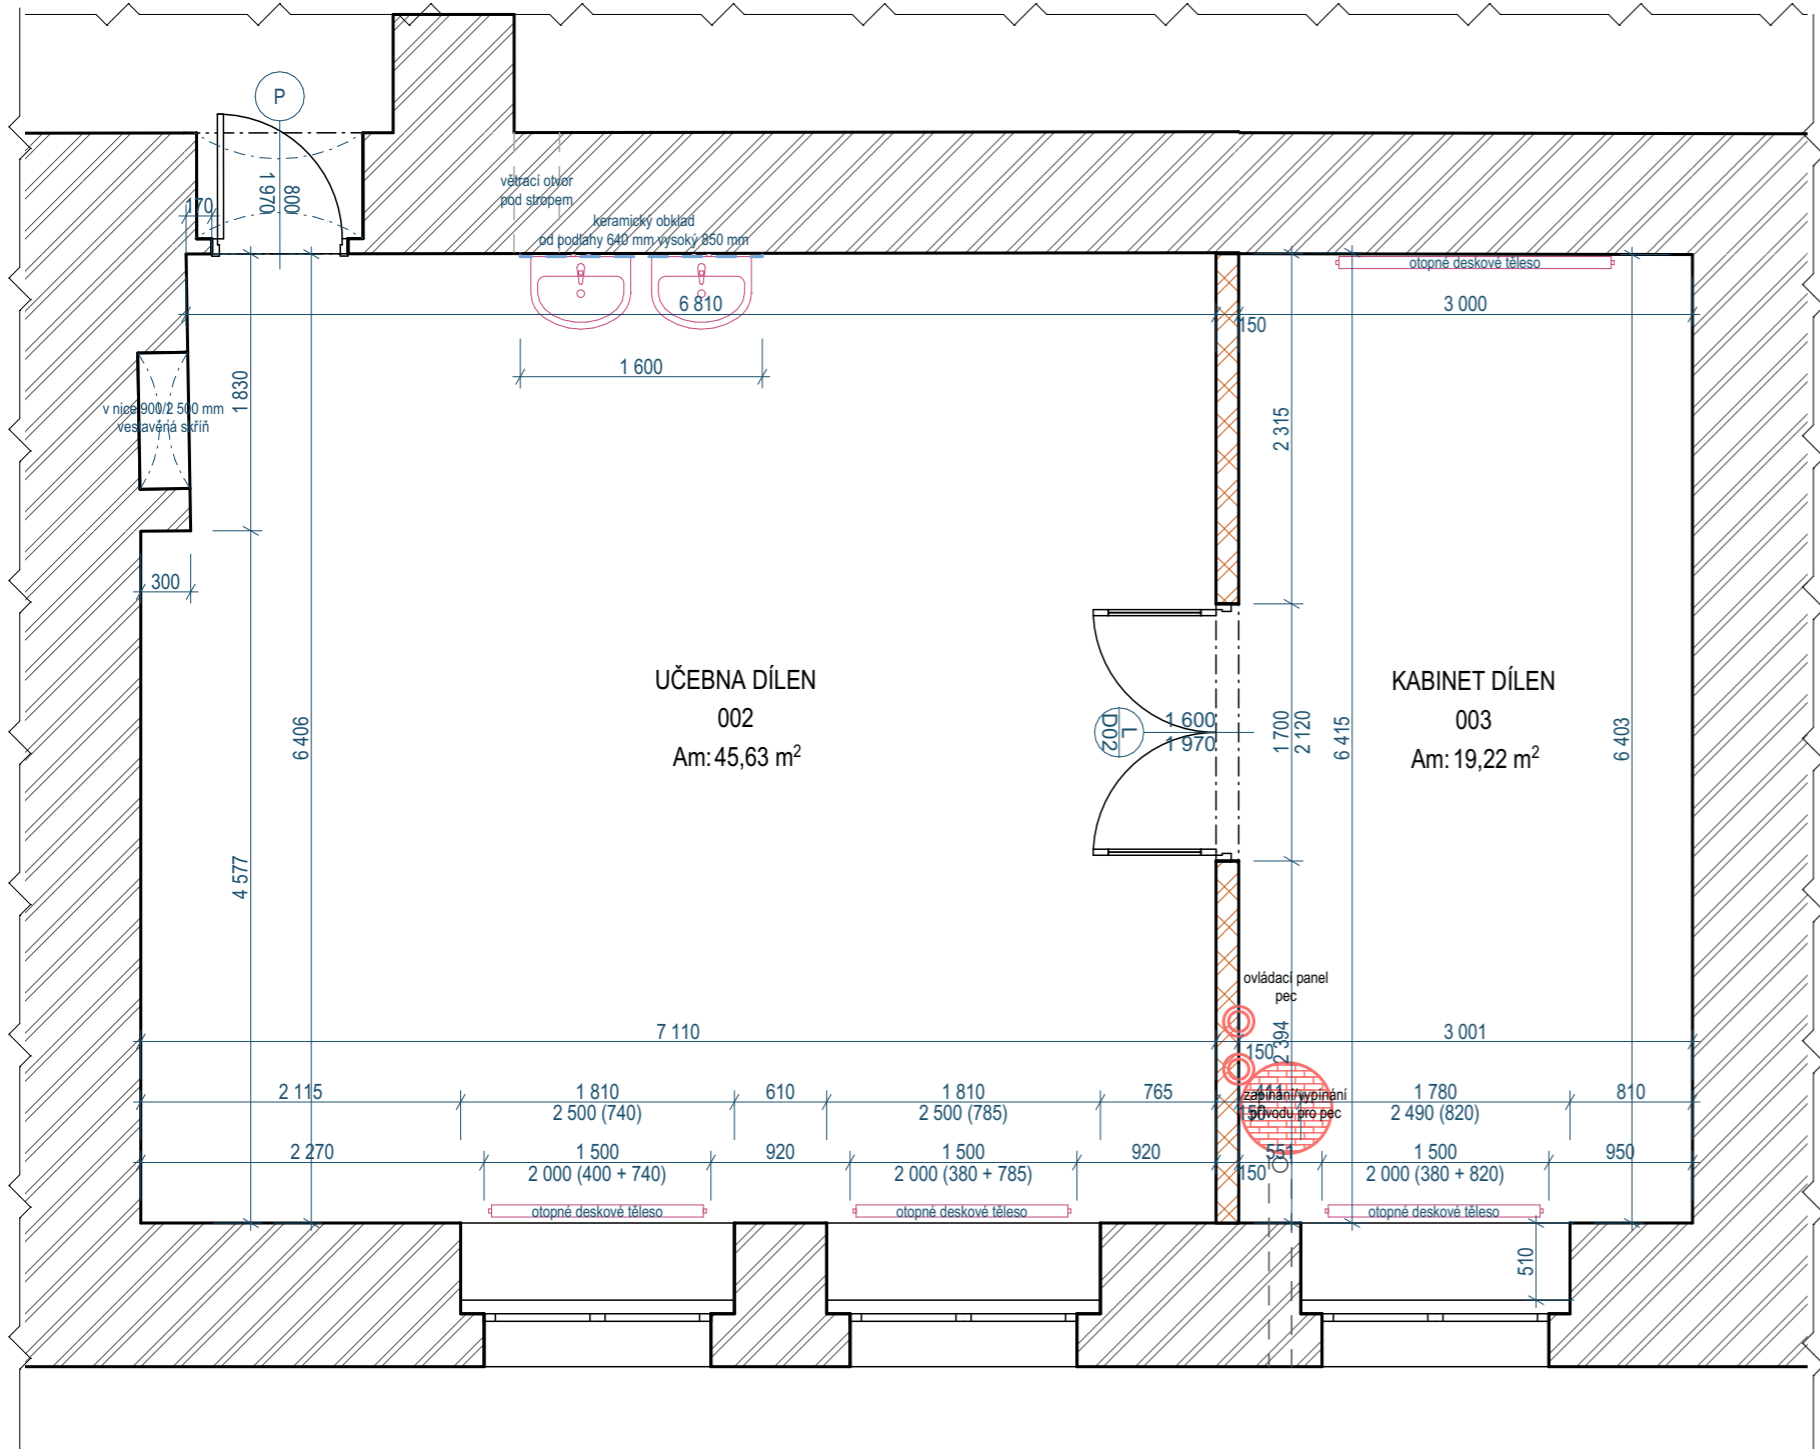 P
800
1 970
170
větrací otvor
pod stropem
keramický obklad
od podlahy 640 mm vysoký 850 mm
otopné deskové těleso
6 810
150
3 000
1 600
1 830
v nice 900/2 500 mm
vestavěná skříň
2 315
300
UČEBNA DÍLEN
002
Am: 45,63 m²
KABINET DÍLEN
003
Am: 19,22 m²
L
D02
1 600
1 970
1 700
2 120
6 406
6 415
6 403
4 577
ovládací panel
pec
2 394
7 110
150
3 001
2 115
1 810
2 500 (740)
610
1 810
2 500 (785)
765
411
zapínání/vypínání
přívodu pro pec
150
1 780
2 490 (820)
810
2 270
1 500
2 000 (400 + 740)
920
1 500
2 000 (380 + 785)
920
150
551
1 500
2 000 (380 + 820)
950
otopné deskové těleso
otopné deskové těleso
otopné deskové těleso
510